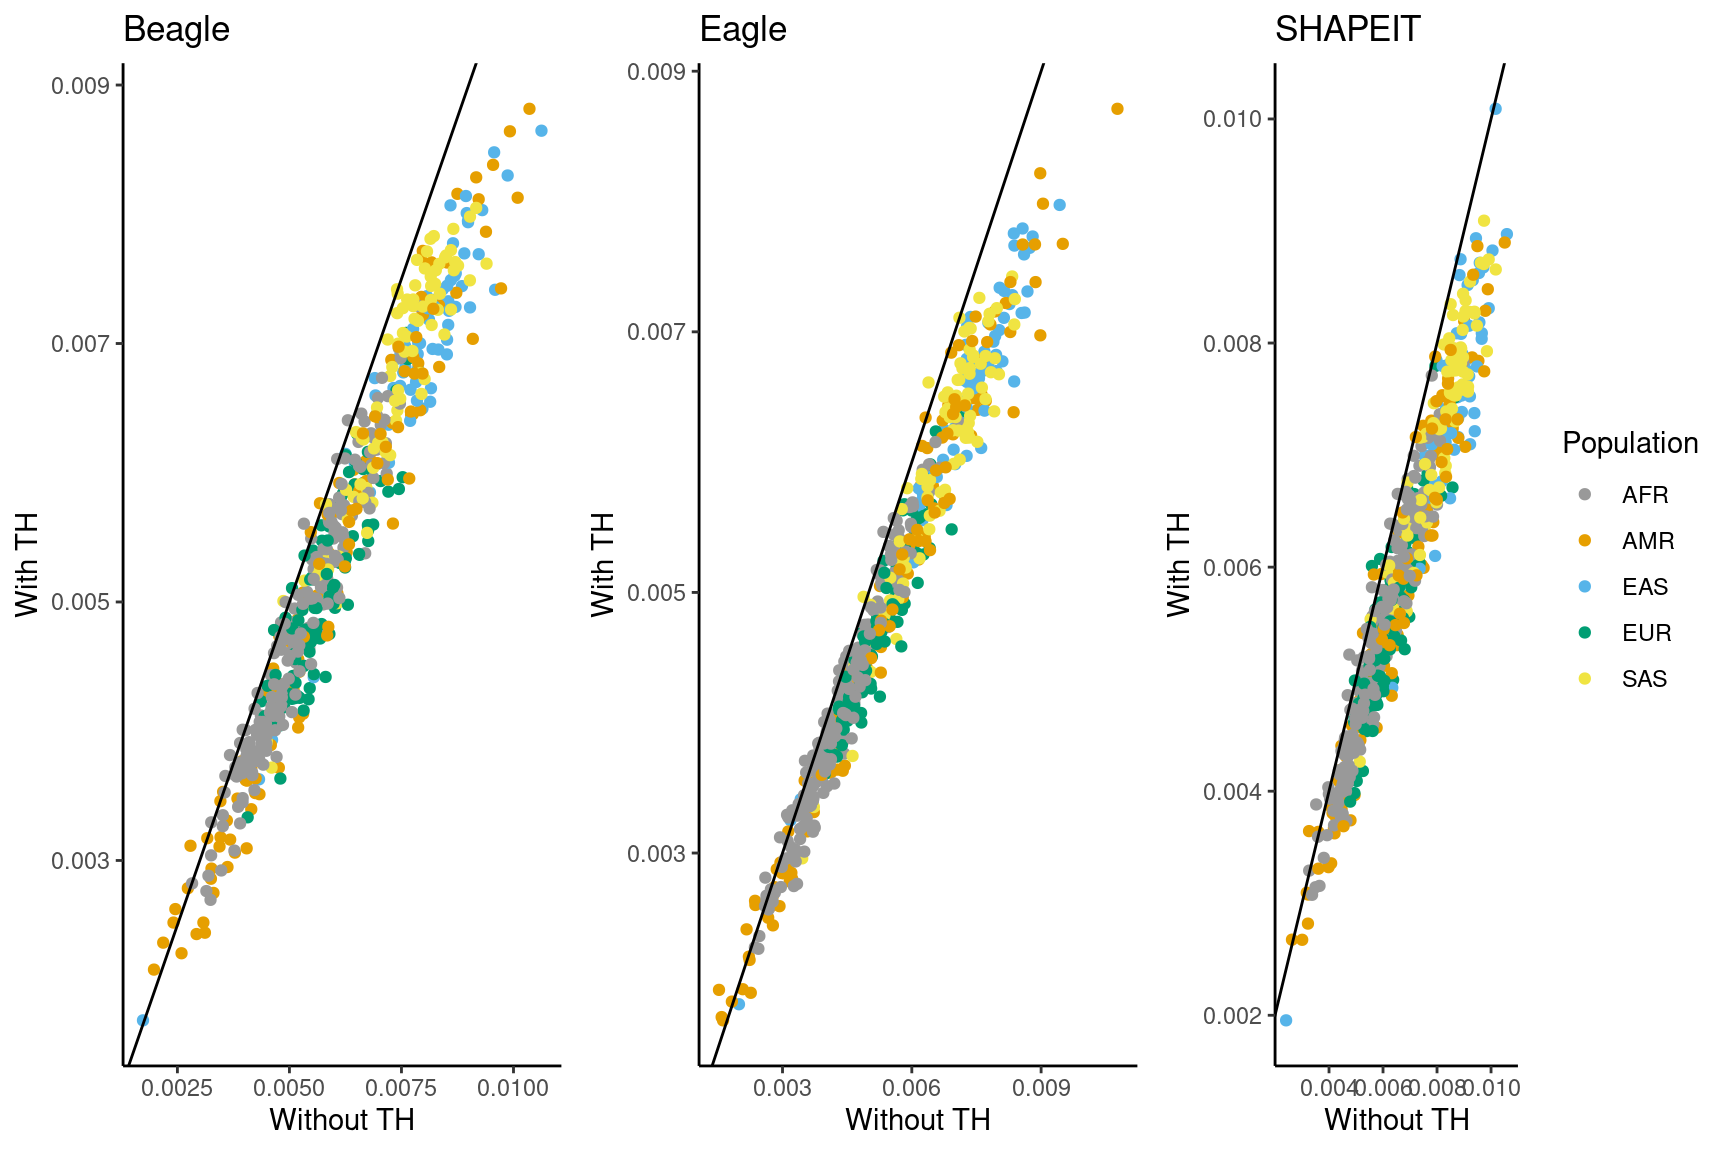 Beagle
0.009
0.007
0.005
0.003
With TH
0.0025 0.0050 0.0075 0.0100
Without TH
Eagle
0.009
0.007
0.005
0.003
With TH
0.003 0.006 0.009
Without TH
SHAPEIT
0.010
0.008
0.006
0.004
0.002
With TH
0.004 0.006 0.008 0.010
Without TH
Population
AFR
AMR
EAS
EUR
SAS